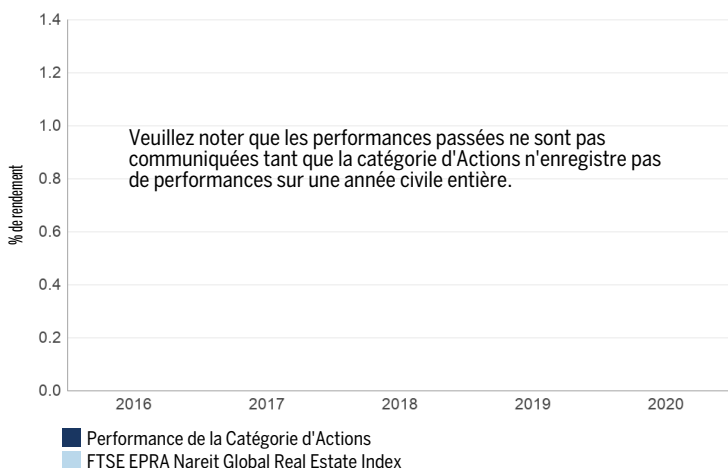 1.4
1.2
1.0
Veuillez noter que les performances passées ne sont pas
communiquées tant que la catégorie d'Actions n'enregistre pas
de performances sur une année civile entière.
0.8
% de rendement
0.6
0.4
0.2
0.0
2016 2017 2018 2019 2020
Performance de la Catégorie d'Actions
FTSE EPRA Nareit Global Real Estate Index